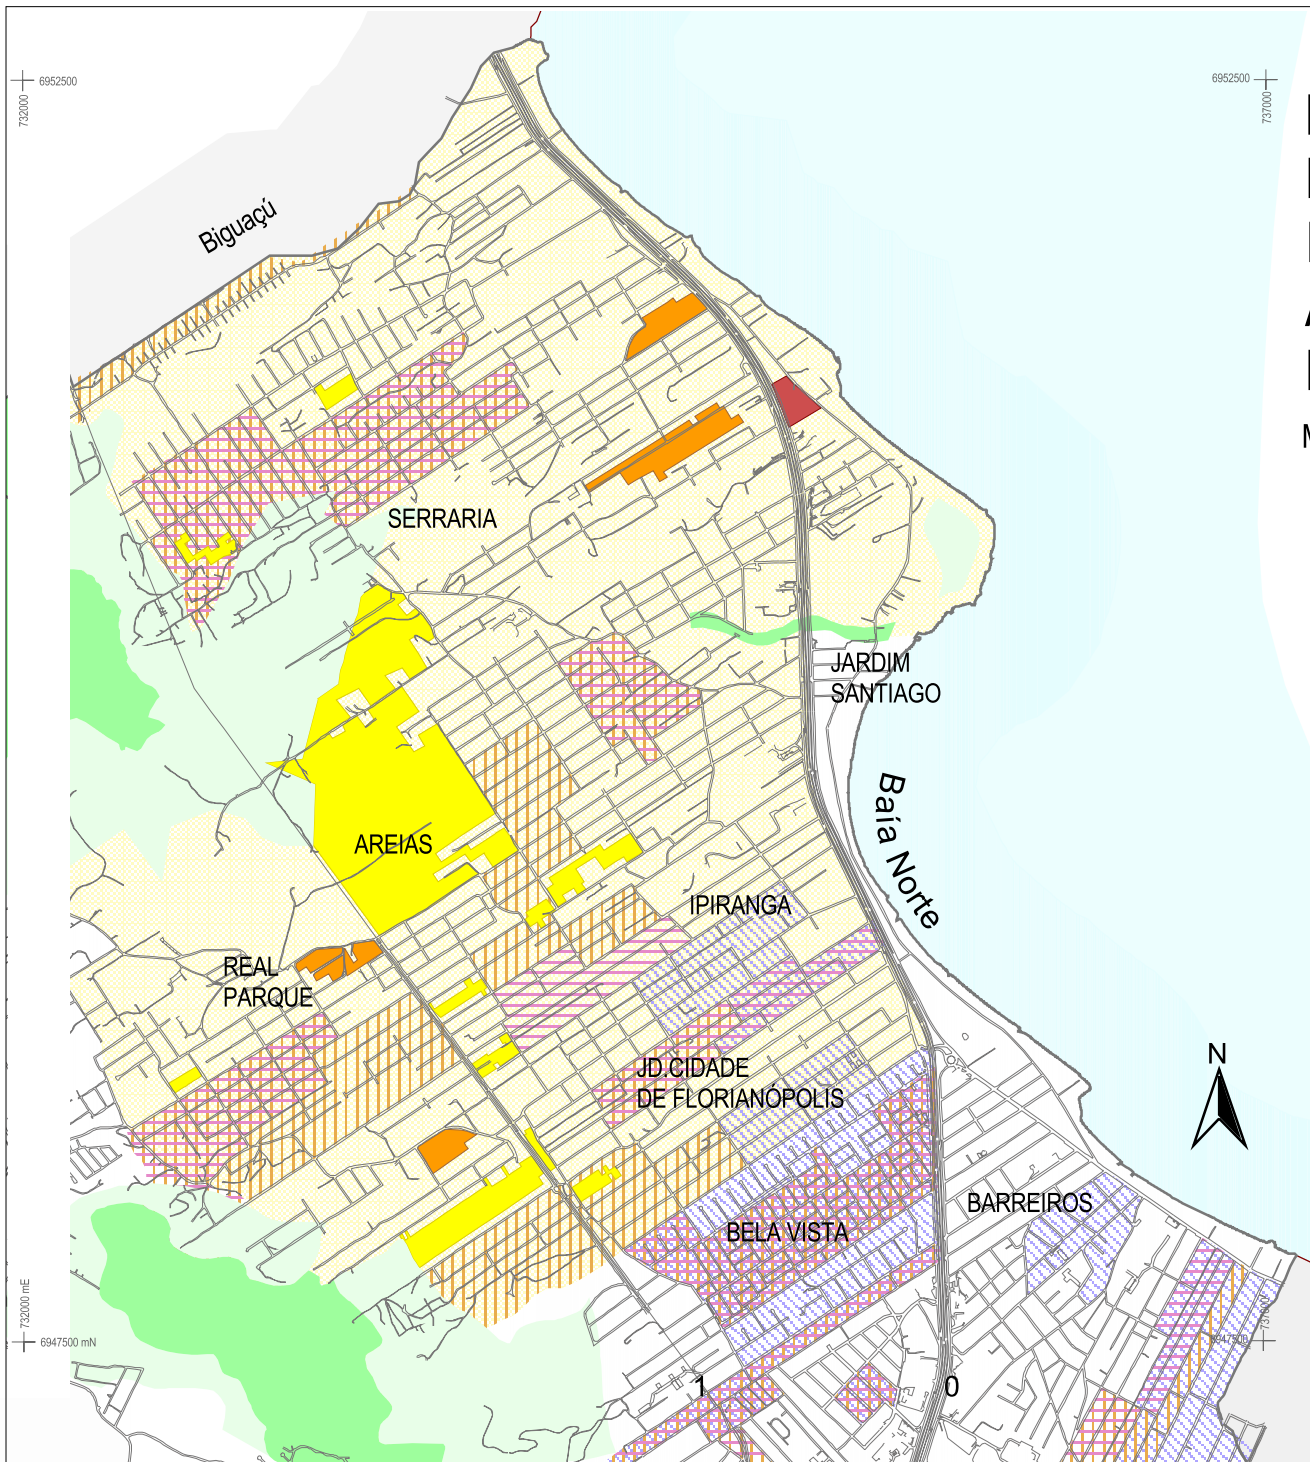 6952500
6952500
732000
737000
Biguaçú
SERRARIA
JARDIM
SANTIAGO
Baía Norte
AREIAS
IPIRANGA
REAL
PARQUE
N
JD.CIDADE
DE FLORIANÓPOLIS
BARREIROS
BELA VISTA
732000 mE
6947500 mN
6947500
1
0